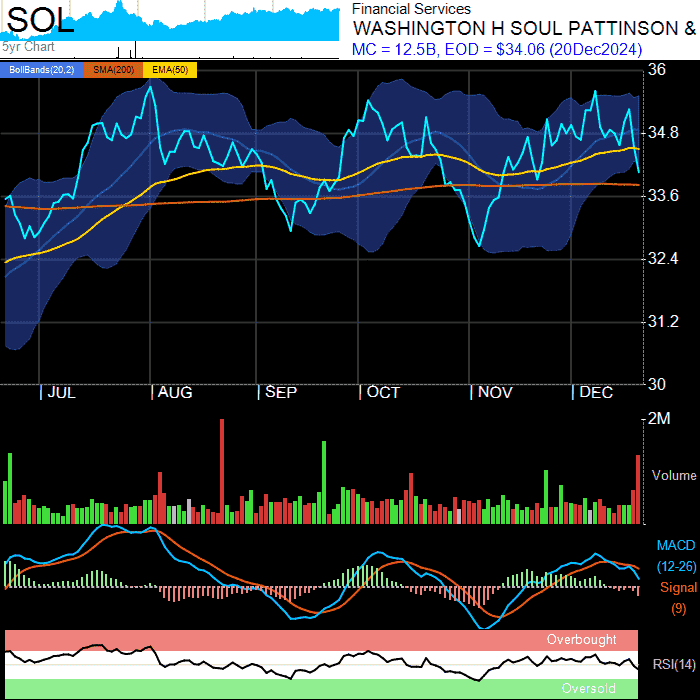 SOL
5yr Chart
Financial Services
WASHINGTON H SOUL PATTINSON &
MC = 12.5B, EOD = $34.06 (20Dec2024)
BollBands(20,2) SMA(200) EMA(50)
36
34.8
33.6
32.4
31.2
30
JUL AUG SEP OCT NOV DEC
2M
Volume
MACD
(12-26)
Signal
(9)
Overbought
RSI(14)
Oversold